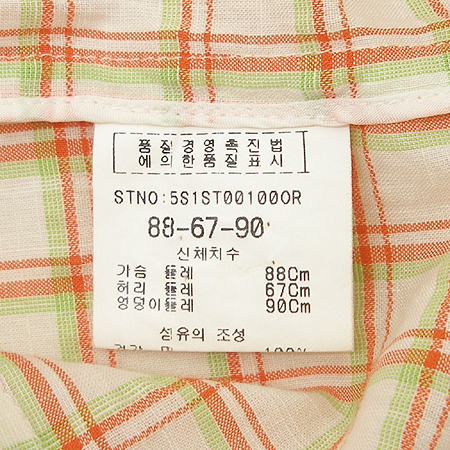 품질경영촉진법
에의한품질표시
STNO:5S1ST001000R
88-67-90
신체치수
가슴 둘레 88Cm
허리 둘레 67Cm
엉덩이둘레 90Cm
섬유의 조성
100%